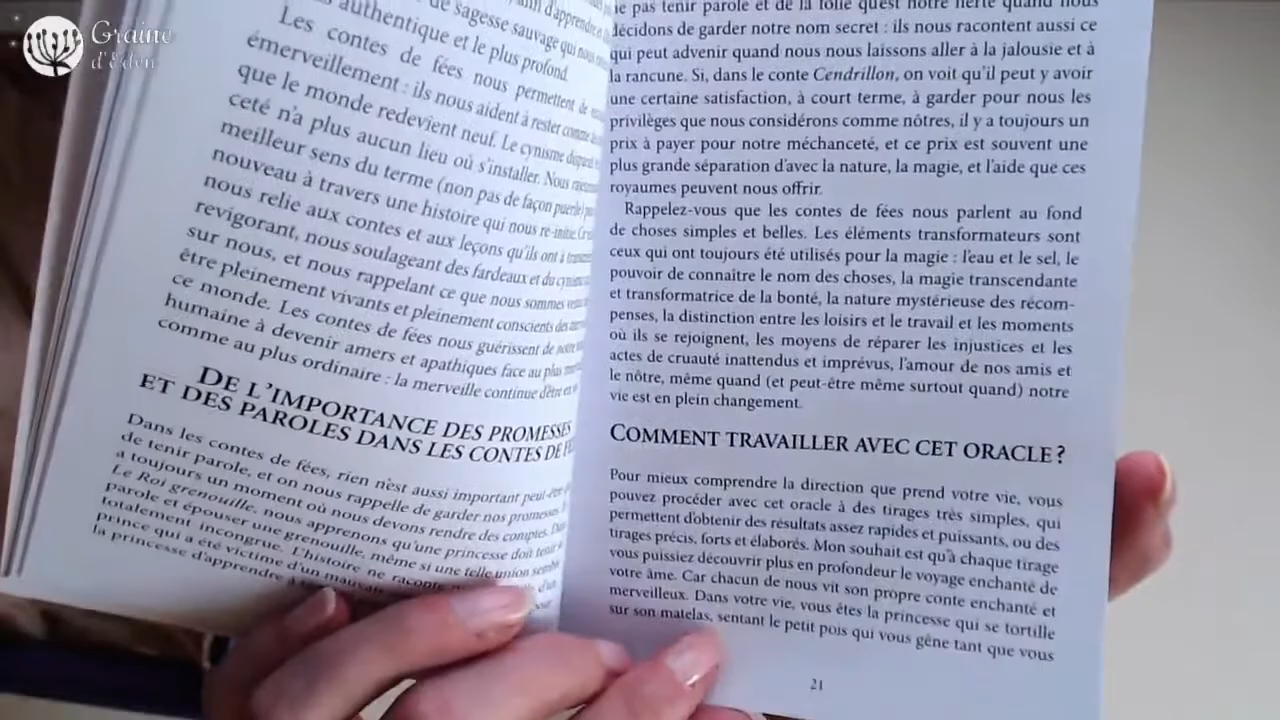 Graine
d'Éden
de sagesse sauvage qui nous
authentique et le plus profond.
Les contes de fées nous permettent de
émerveillement : ils nous aident à rester comme
que le monde redevient neuf. Le cynisme
ceté n'a plus aucun lieu où s'installer. Nous
meilleur sens du terme (non pas de façon puérile)
nouveau à travers une histoire qui nous ré-initie.
nous relie aux contes et aux leçons qu'ils ont à
revigorant, nous soulageant des fardeaux et du
sur nous, et nous rappelant ce que nous sommes
être pleinement vivants et pleinement conscients des
ce monde. Les contes de fées nous guérissent de
humaine à devenir amers et apathiques face au plus
comme au plus ordinaire : la merveille continue d'être
DE L'IMPORTANCE DES PROMESSES
ET DES PAROLES DANS LES CONTES DE
Dans les contes de fées, rien n'est aussi important
de tenir parole, et on nous rappelle de garder nos promesses.
a toujours un moment où nous devons rendre des comptes.
Le Roi grenouille, nous apprenons qu'une princesse doit
parole et épouser une grenouille, même si une telle union
totalement incongrue. L'histoire ne raconte
prince qui a été victime d'un mauvais
la princesse d'apprendre à
ne pas tenir parole et de la folie qu'est notre fierté quand nous
décidons de garder notre nom secret : ils nous racontent aussi ce
qui peut advenir quand nous nous laissons aller à la jalousie et à
la rancune. Si, dans le conte Cendrillon, on voit qu'il peut y avoir
une certaine satisfaction, à court terme, à garder pour nous les
privilèges que nous considérons comme nôtres, il y a toujours un
prix à payer pour notre méchanceté, et ce prix est souvent une
plus grande séparation d'avec la nature, la magie, et l'aide que ces
royaumes peuvent nous offrir.
Rappelez-vous que les contes de fées nous parlent au fond
de choses simples et belles. Les éléments transformateurs sont
ceux qui ont toujours été utilisés pour la magie : l'eau et le sel, le
pouvoir de connaître le nom des choses, la magie transcendante
et transformatrice de la bonté, la nature mystérieuse des récom-
penses, la distinction entre les loisirs et le travail et les moments
où ils se rejoignent, les moyens de réparer les injustices et les
actes de cruauté inattendus et imprévus, l'amour de nos amis et
le nôtre, même quand (et peut-être même surtout quand) notre
vie est en plein changement.
COMMENT TRAVAILLER AVEC CET ORACLE ?
Pour mieux comprendre la direction que prend votre vie, vous
pouvez procéder avec cet oracle à des tirages très simples, qui
permettent d'obtenir des résultats assez rapides et puissants, ou des
tirages précis, forts et élaborés. Mon souhait est qu'à chaque tirage
vous puissiez découvrir plus en profondeur le voyage enchanté de
votre âme. Car chacun de nous vit son propre conte enchanté et
merveilleux. Dans votre vie, vous êtes la princesse qui se tortille
sur son matelas, sentant le petit pois qui vous gêne tant que vous
21